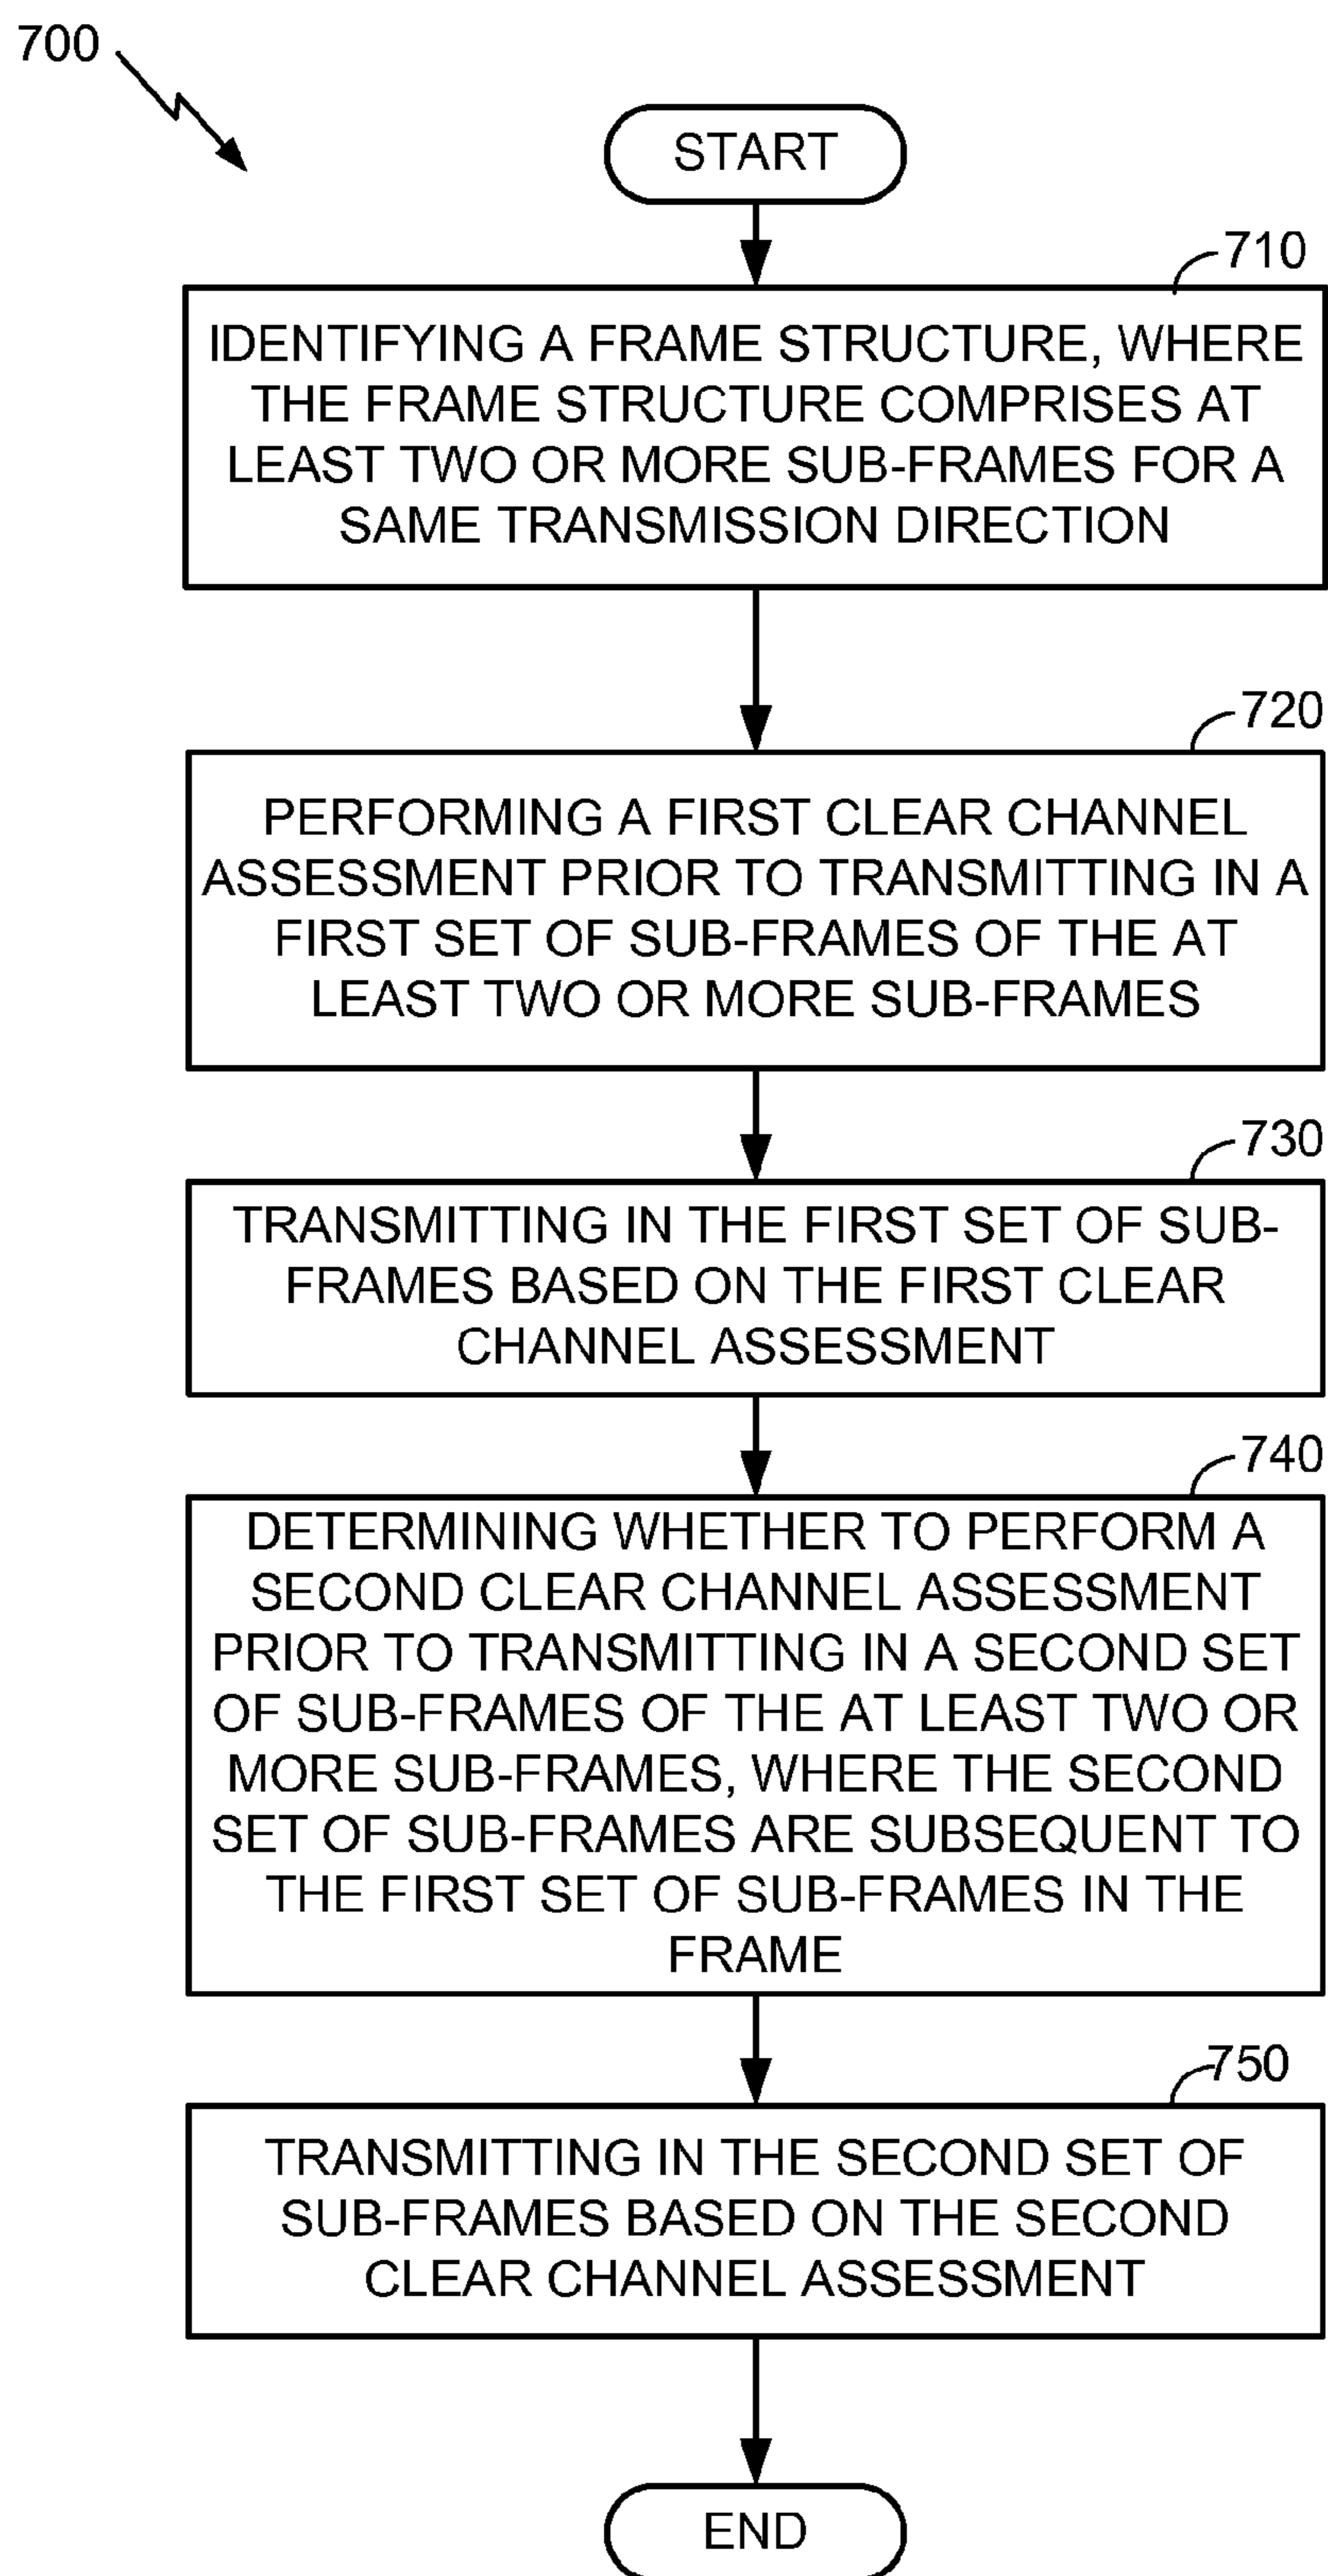 700
START
710
IDENTIFYING A FRAME STRUCTURE, WHERE
THE FRAME STRUCTURE COMPRISES AT
LEAST TWO OR MORE SUB-FRAMES FOR A
SAME TRANSMISSION DIRECTION
720
PERFORMING A FIRST CLEAR CHANNEL
ASSESSMENT PRIOR TO TRANSMITTING IN A
FIRST SET OF SUB-FRAMES OF THE AT
LEAST TWO OR MORE SUB-FRAMES
730
TRANSMITTING IN THE FIRST SET OF SUB-
FRAMES BASED ON THE FIRST CLEAR
CHANNEL ASSESSMENT
740
DETERMINING WHETHER TO PERFORM A
SECOND CLEAR CHANNEL ASSESSMENT
PRIOR TO TRANSMITTING IN A SECOND SET
OF SUB-FRAMES OF THE AT LEAST TWO OR
MORE SUB-FRAMES, WHERE THE SECOND
SET OF SUB-FRAMES ARE SUBSEQUENT TO
THE FIRST SET OF SUB-FRAMES IN THE
FRAME
750
TRANSMITTING IN THE SECOND SET OF
SUB-FRAMES BASED ON THE SECOND
CLEAR CHANNEL ASSESSMENT
END